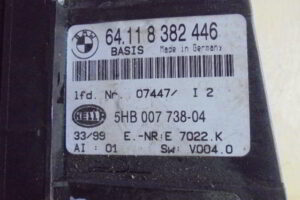 BMW
64.11 8 382 446
BASIS Made in Germany
lfd. Nr. 07447/ I 2
HELLA 5HB 007 738-04
33/99 E.-NR:E 7022.K
AI : 01 SW: V004.0